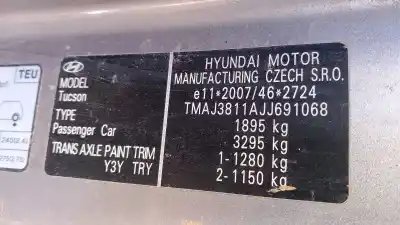 TEU
HYUNDAI MOTOR
MANUFACTURING CZECH S.R.O.
MODEL
Tucson
e11*2007/46*2724
TMAJ3811AJJ691068
TYPE
Passenger Car
1895 kg
3295 kg
TRANS AXLE PAINT TRIM
1-1280 kg
Y3Y TRY
2-1150 kg